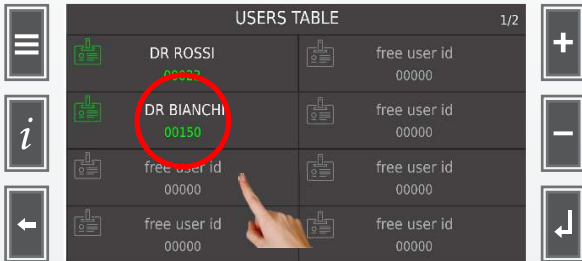 USERS TABLE 1/2
DR ROSSI free user id
00000
DR BIANCHI free user id
00150 00000
free user id free user id
00000 00000
free user id free user id
00000 00000
i